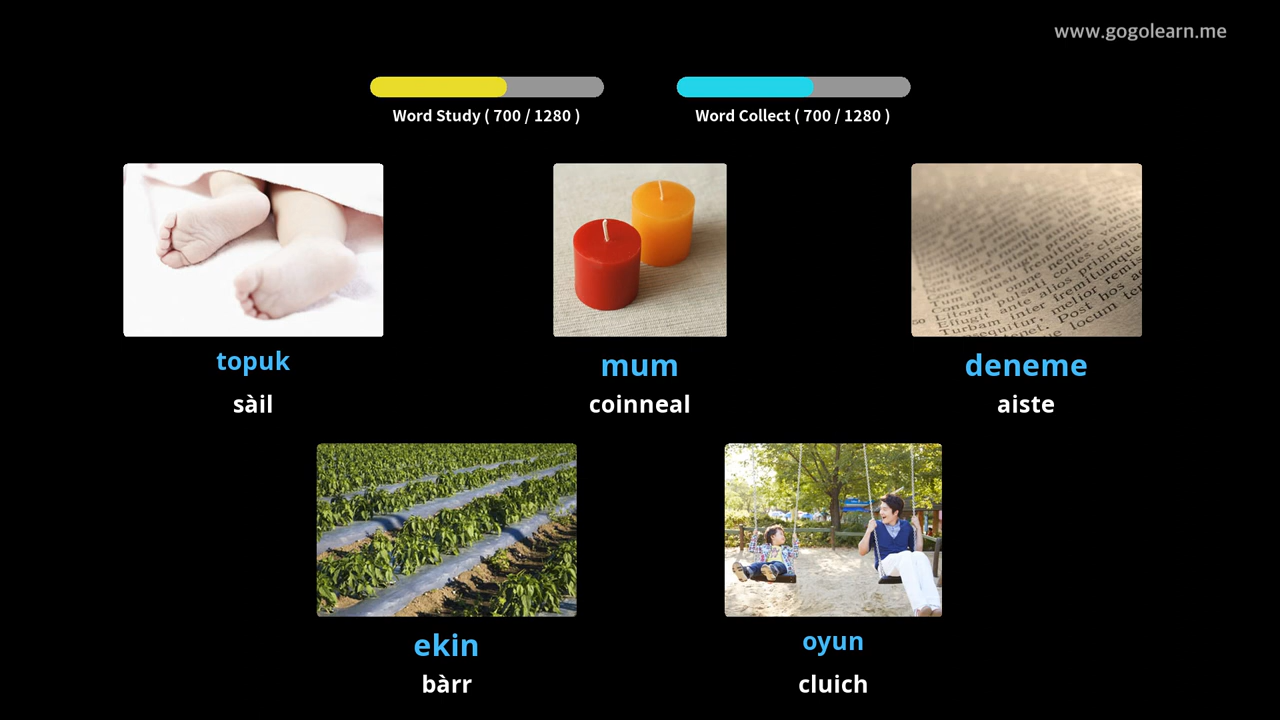 www.gogolearn.me
Word Study ( 700 / 1280 )
Word Collect ( 700 / 1280 )
topuk
sàil
mum
coinneal
deneme
aiste
ekin
bàrr
oyun
cluich